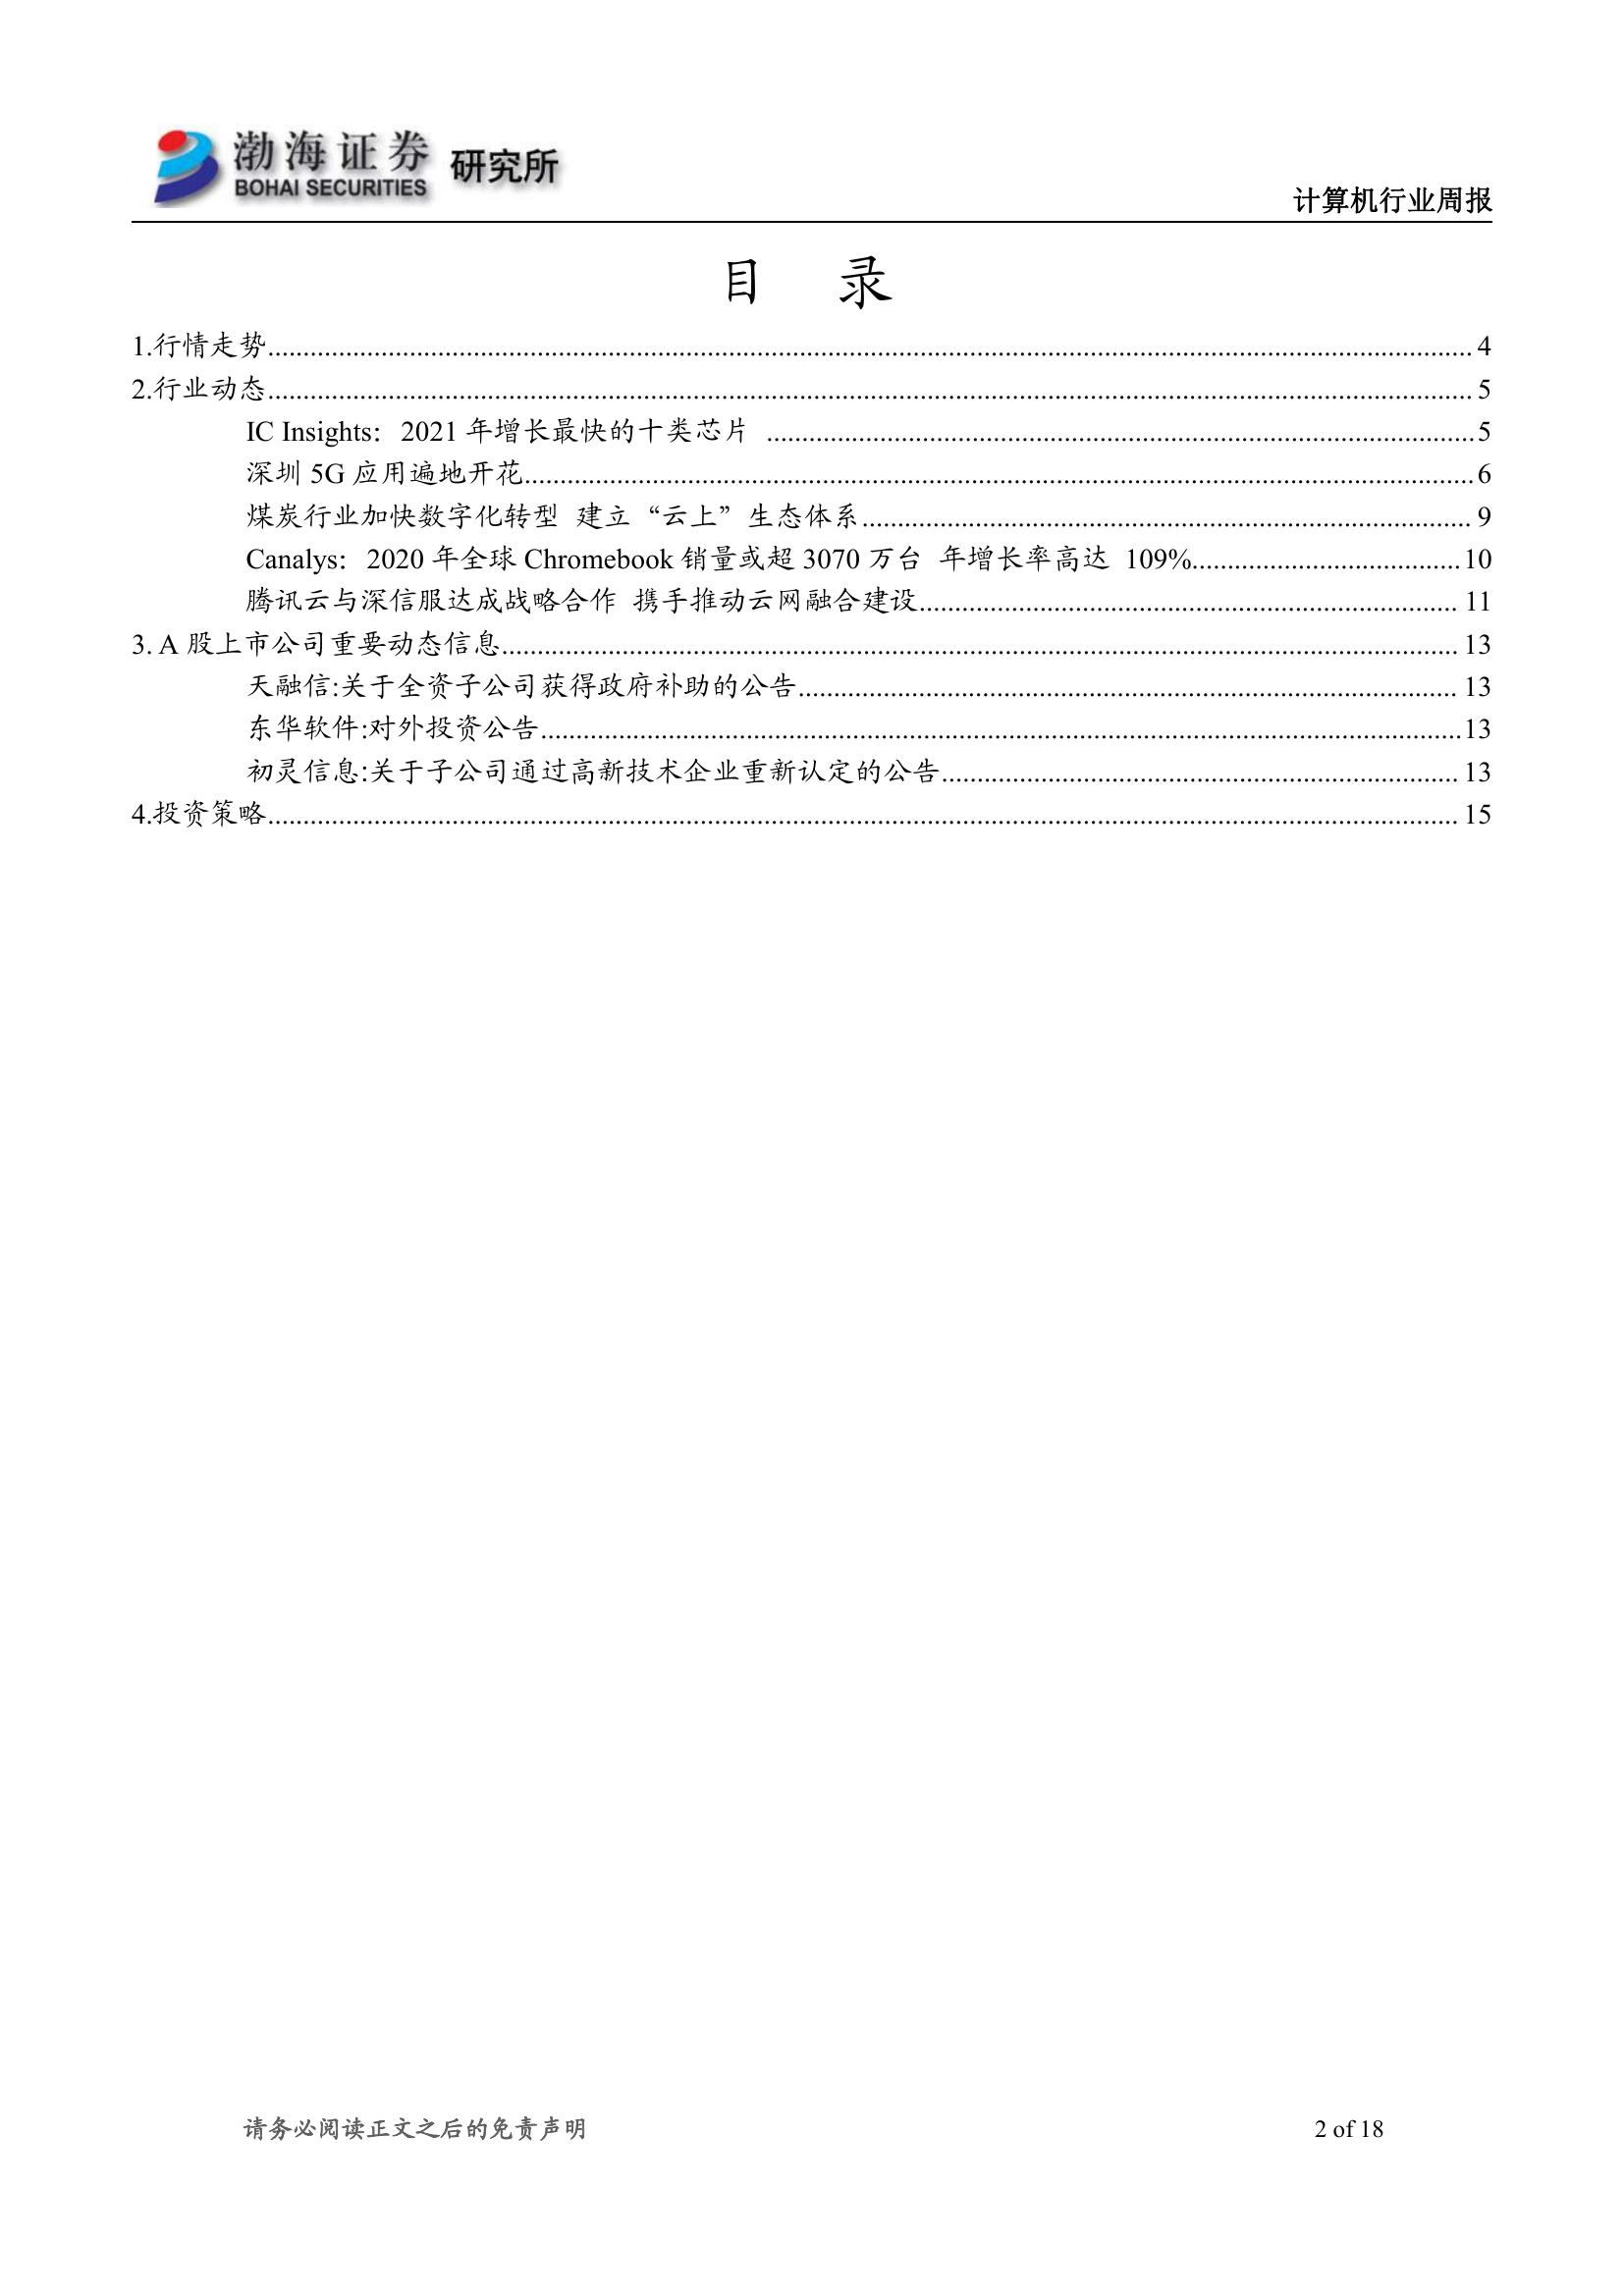 渤海证券 研究所
BOHAI SECURITIES
计算机行业周报
目 录
1.行情走势 4
2.行业动态 5
IC Insights：2021 年增长最快的十类芯片 5
深圳 5G 应用遍地开花 6
煤炭行业加快数字化转型 建立“云上”生态体系 9
Canalys：2020 年全球 Chromebook 销量或超 3070 万台 年增长率高达 109% 10
腾讯云与深信服达成战略合作 携手推动云网融合建设 11
3. A 股上市公司重要动态信息 13
天融信:关于全资子公司获得政府补助的公告 13
东华软件:对外投资公告 13
初灵信息:关于子公司通过高新技术企业重新认定的公告 13
4.投资策略 15
请务必阅读正文之后的免责声明 2 of 18